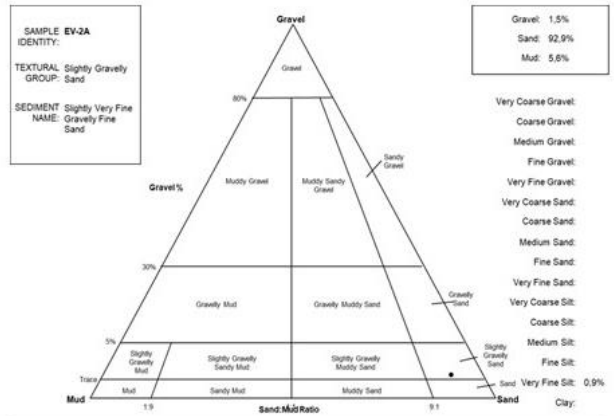 SAMPLE IDENTITY: EV-2A
TEXTURAL GROUP: Slightly Gravelly Sand
SEDIMENT NAME: Slightly Very Fine Gravelly Fine Sand
Gravel
Gravel: 1,5%
Sand: 92,9%
Mud: 5,6%
Gravel
80%
Very Coarse Gravel:
Coarse Gravel:
Medium Gravel:
Fine Gravel:
Very Fine Gravel:
Very Coarse Sand:
Coarse Sand:
Medium Sand:
Fine Sand:
Very Fine Sand:
Very Coarse Silt:
Coarse Silt:
Medium Silt:
Fine Silt:
Very Fine Silt: 0,9%
Clay:
Sandy Gravel
Gravel %
Muddy Gravel
Muddy Sandy Gravel
30%
Gravelly Mud
Gravelly Muddy Sand
Gravelly Sand
5%
Slightly Gravelly Mud
Slightly Gravelly Sandy Mud
Slightly Gravelly Muddy Sand
Slightly Gravelly Sand
Trace
Mud
Sandy Mud
Muddy Sand
Sand
Mud
1:9
Sand:Mud Ratio
9:1
Sand